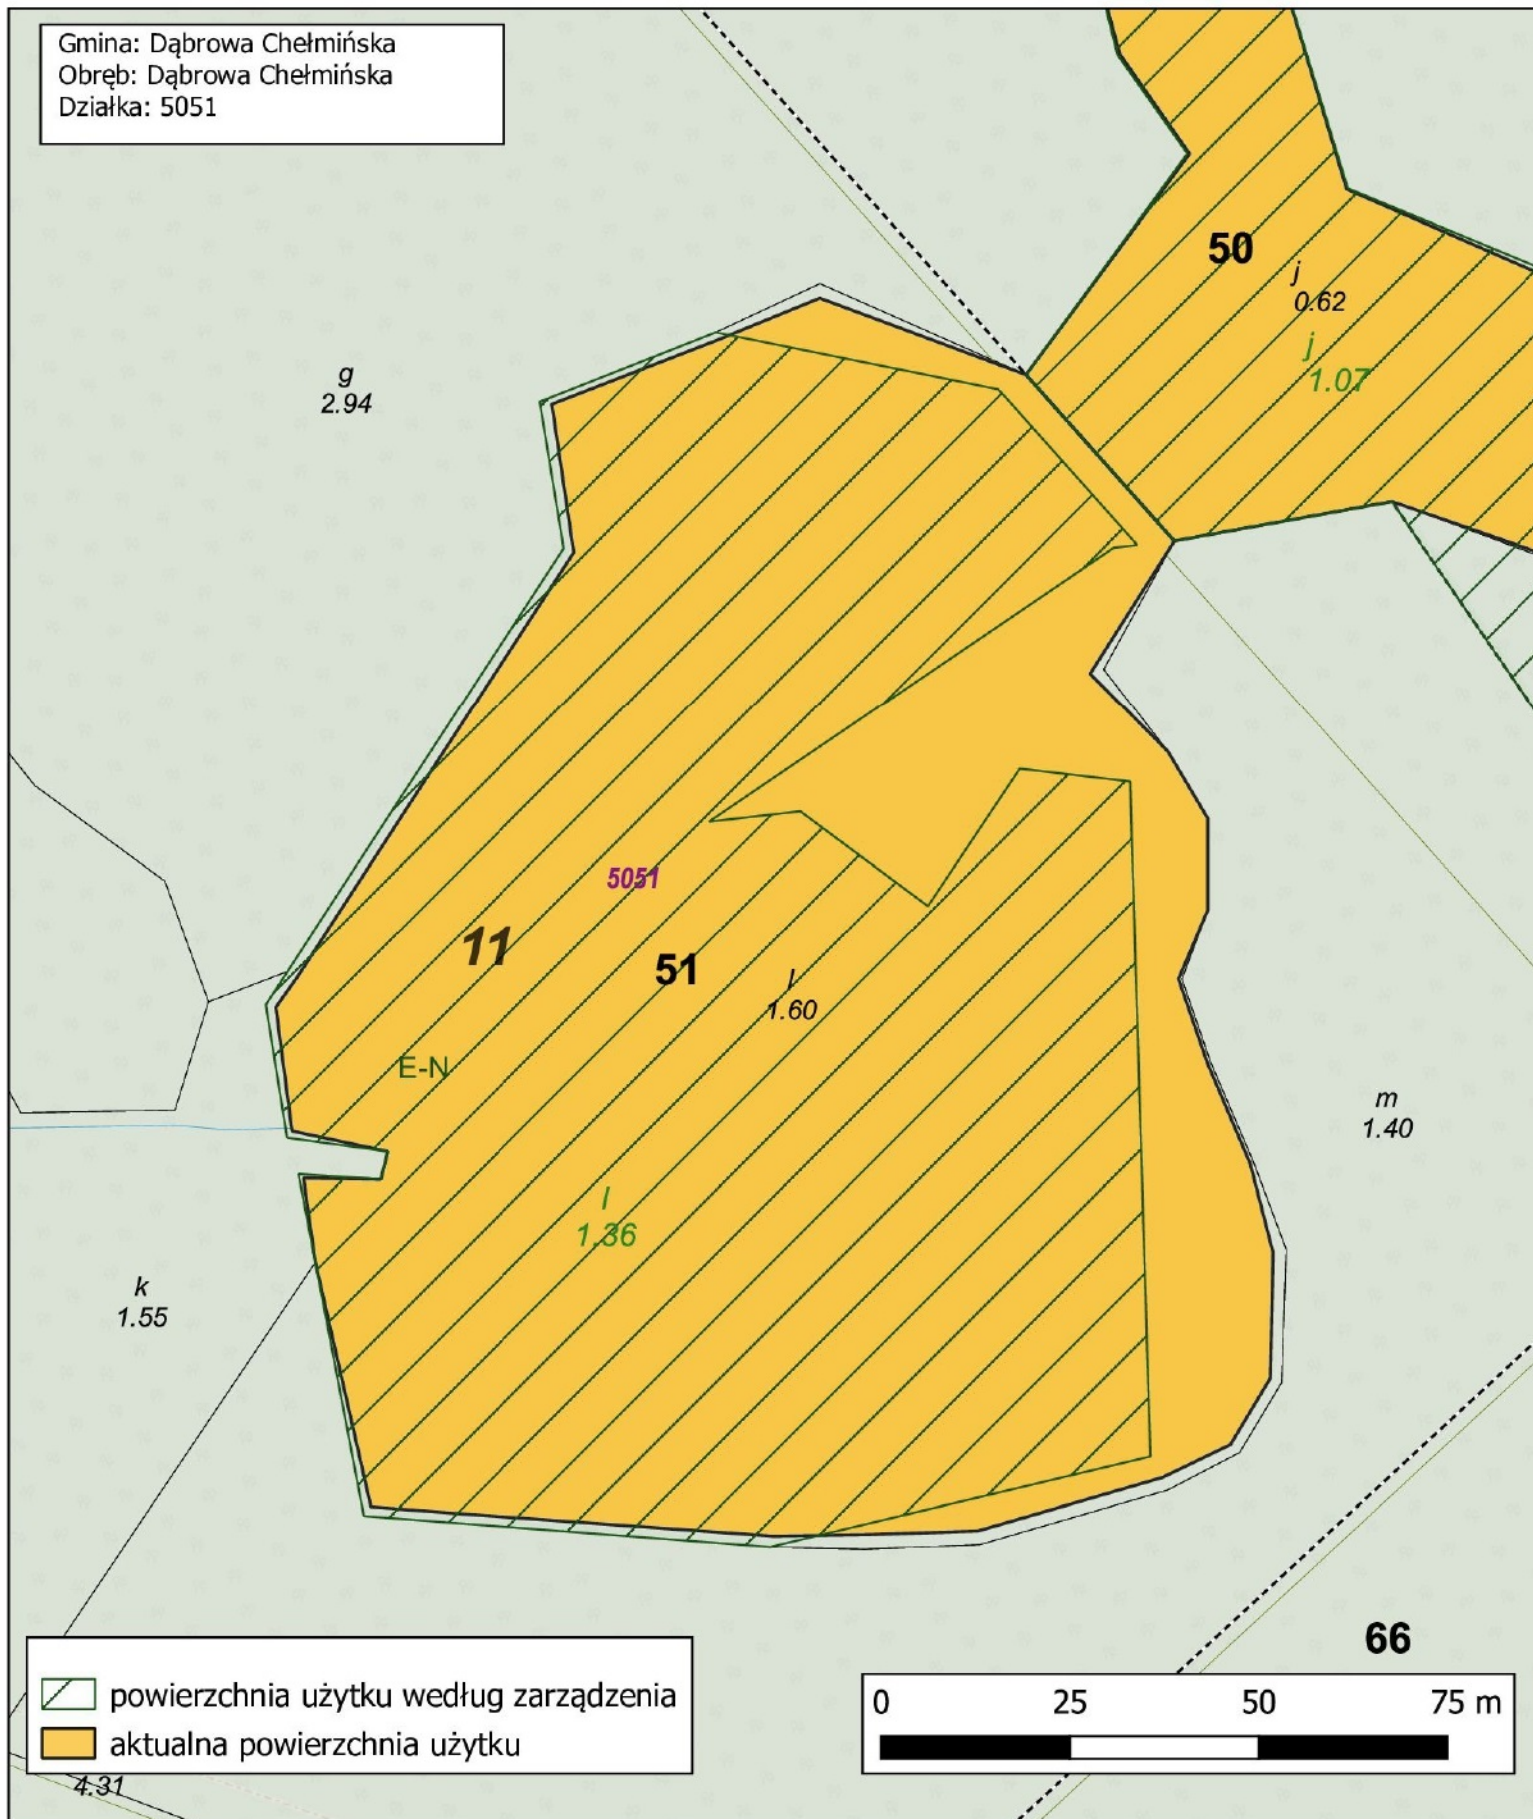 Gmina: Dąbrowa Chełmińska
Obręb: Dąbrowa Chełmińska
Działka: 5051
50
j
0.62
j
1.07
g
2.94
5051
11
51
l
1.60
E-N
m
1.40
l
1.36
k
1.55
66
powierzchnia użytku według zarządzenia
aktualna powierzchnia użytku
0 25 50 75 m
4.31